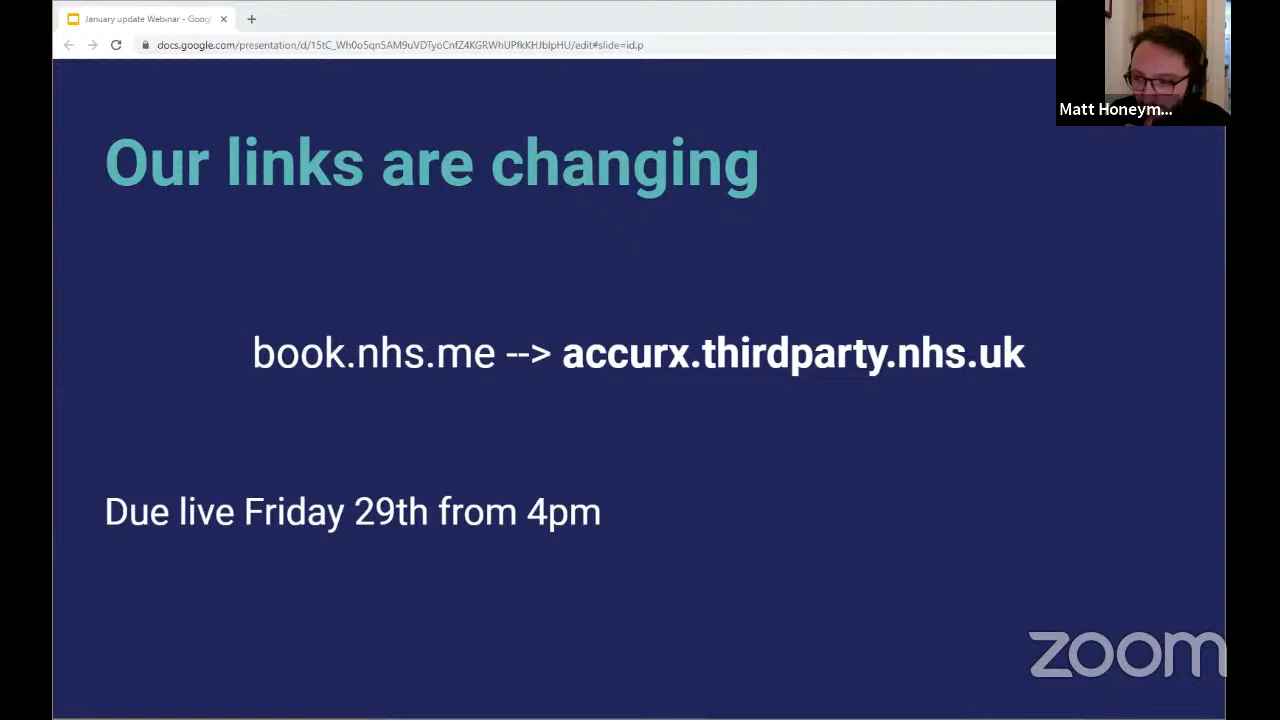 January update Webinar - Googl
docs.google.com/presentation/d/15tC_Wh0o5qn5AM9uVDTyoCnfZ4KGRWhUPfkKHJblpHU/edit#slide=id.p
Matt Honeym...
Our links are changing
book.nhs.me --> accurx.thirdparty.nhs.uk
Due live Friday 29th from 4pm
zoom